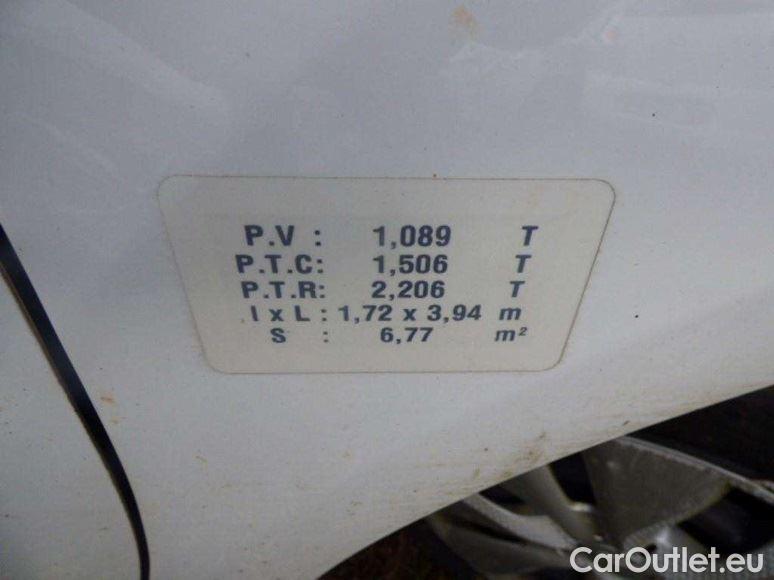 P.V : 1,089 T
P.T.C: 1,506 T
P.T.R: 2,206 T
l x L : 1,72 x 3,94 m
S : 6,77 m²
CarOutlet.eu